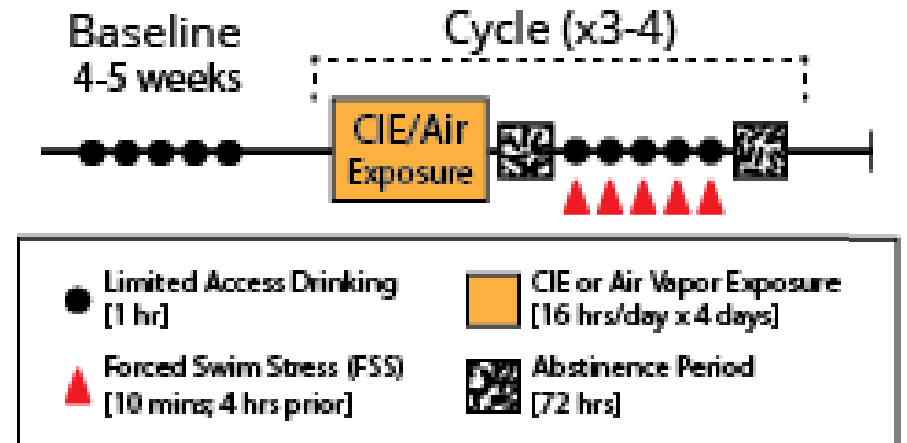 Baseline
4-5 weeks
Cycle (x3-4)
CIE/Air
Exposure
Limited Access Drinking
[1 hr]
CIE or Air Vapor Exposure
[16 hrs/day x 4 days]
Forced Swim Stress (FSS)
[10 mins; 4 hrs prior]
Abstinence Period
[72 hrs]